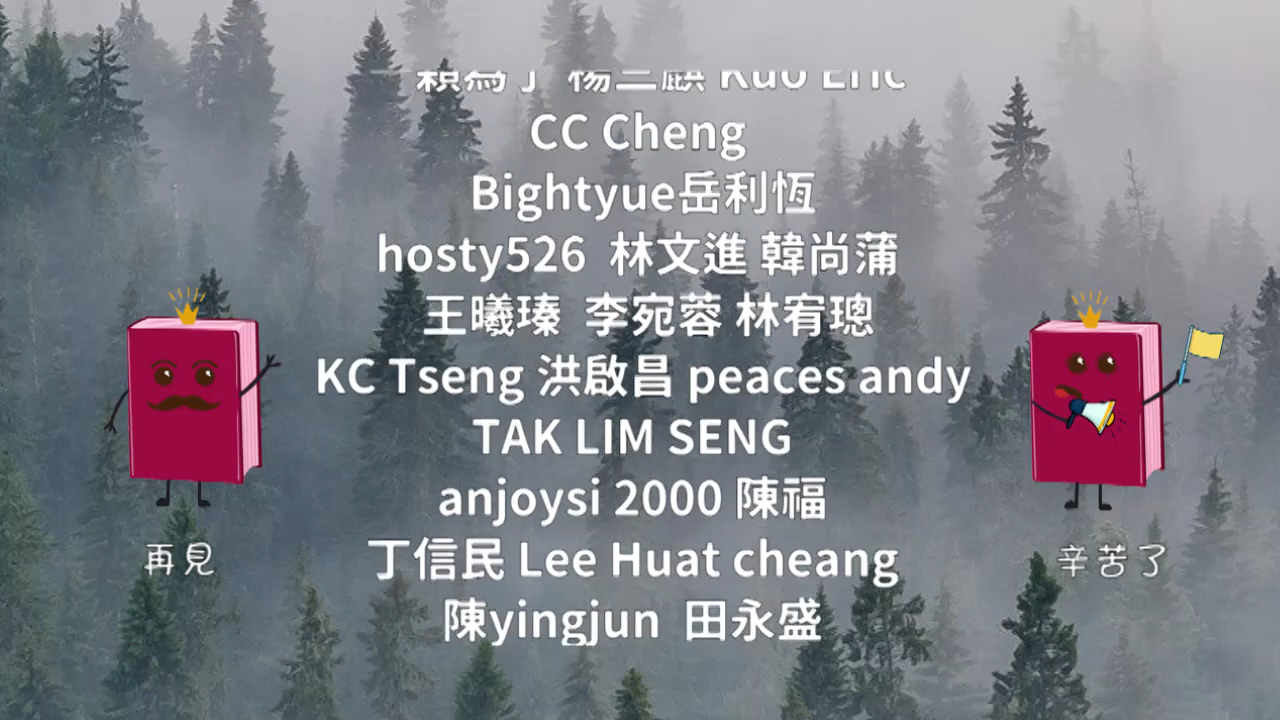 CC Cheng
Bightyue岳利恆
hosty526 林文進 韓尚蒲
王曦瑧 李宛蓉 林宥璁
KC Tseng 洪啟昌 peaces andy
TAK LIM SENG
anjoysi 2000 陳福
丁信民 Lee Huat cheang
陳yingjun 田永盛
再見
辛苦了